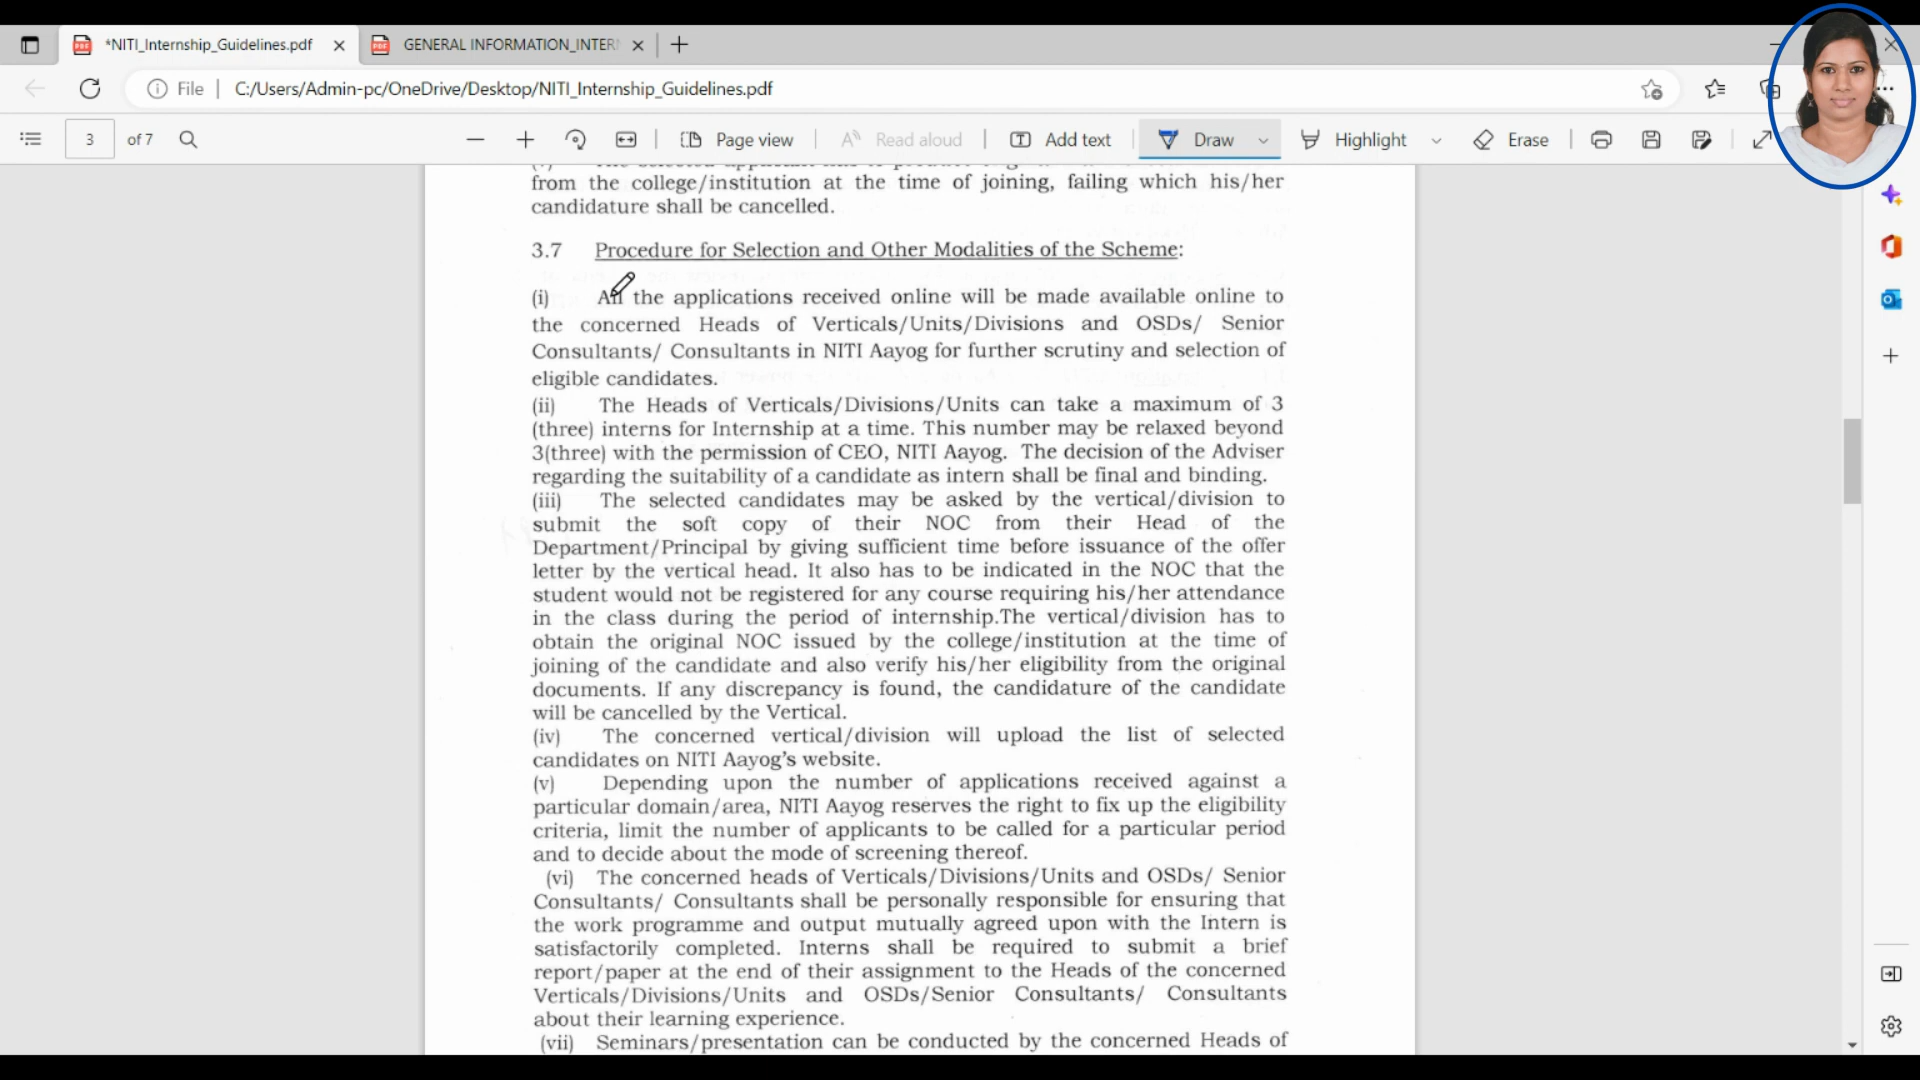 *NITI_Internship_Guidelines.pdf
GENERAL INFORMATION_INTERN
File C:/Users/Admin-pc/OneDrive/Desktop/NITI_Internship_Guidelines.pdf
3 of 7 Page view Read aloud Add text Draw Highlight Erase
from the college/institution at the time of joining, failing which his/her
candidature shall be cancelled.
3.7 Procedure for Selection and Other Modalities of the Scheme:
(i) All the applications received online will be made available online to
the concerned Heads of Verticals/Units/Divisions and OSDs/ Senior
Consultants/ Consultants in NITI Aayog for further scrutiny and selection of
eligible candidates.
(ii) The Heads of Verticals/Divisions/Units can take a maximum of 3
(three) interns for Internship at a time. This number may be relaxed beyond
3(three) with the permission of CEO, NITI Aayog. The decision of the Adviser
regarding the suitability of a candidate as intern shall be final and binding.
(iii) The selected candidates may be asked by the vertical/division to
submit the soft copy of their NOC from their Head of the
Department/Principal by giving sufficient time before issuance of the offer
letter by the vertical head. It also has to be indicated in the NOC that the
student would not be registered for any course requiring his/her attendance
in the class during the period of internship.The vertical/division has to
obtain the original NOC issued by the college/institution at the time of
joining of the candidate and also verify his/her eligibility from the original
documents. If any discrepancy is found, the candidature of the candidate
will be cancelled by the Vertical.
(iv) The concerned vertical/division will upload the list of selected
candidates on NITI Aayog's website.
(v) Depending upon the number of applications received against a
particular domain/area, NITI Aayog reserves the right to fix up the eligibility
criteria, limit the number of applicants to be called for a particular period
and to decide about the mode of screening thereof.
(vi) The concerned heads of Verticals/Divisions/Units and OSDs/ Senior
Consultants/ Consultants shall be personally responsible for ensuring that
the work programme and output mutually agreed upon with the Intern is
satisfactorily completed. Interns shall be required to submit a brief
report/paper at the end of their assignment to the Heads of the concerned
Verticals/Divisions/Units and OSDs/Senior Consultants/ Consultants
about their learning experience.
(vii) Seminars/presentation can be conducted by the concerned Heads of